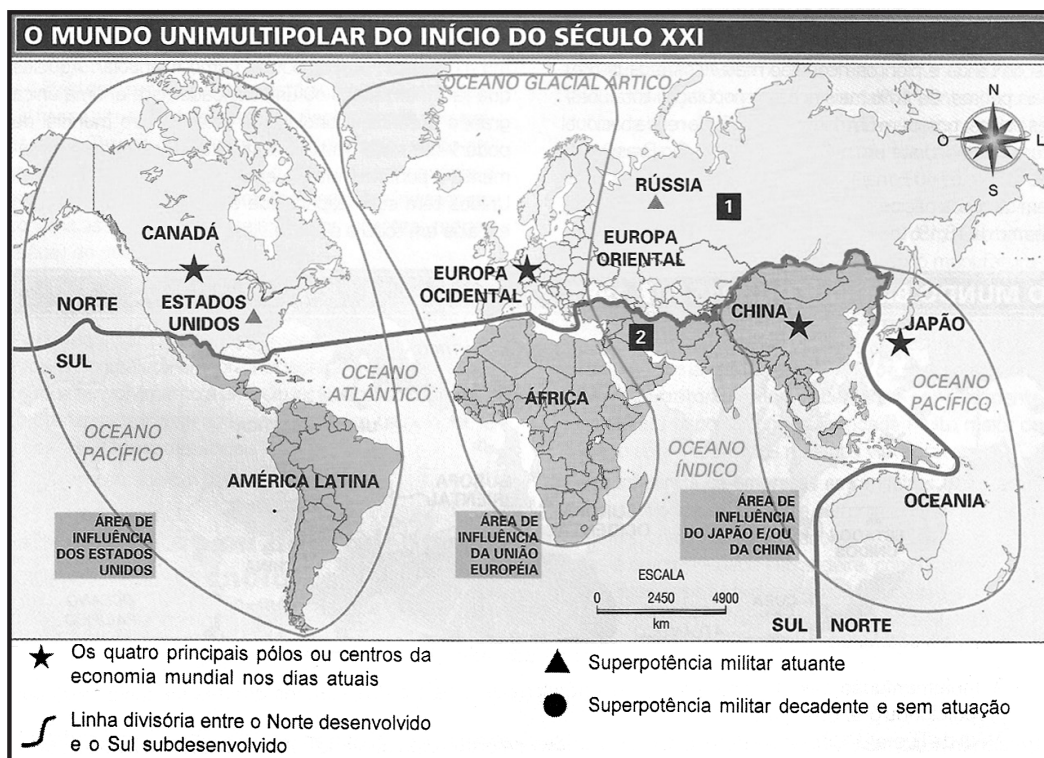 O MUNDO UNIMULTIPOLAR DO INÍCIO DO SÉCULO XXI
OCEANO GLACIAL ÁRTICO
N
O
L
S
RÚSSIA
1
CANADÁ
EUROPA
ORIENTAL
EUROPA
OCIDENTAL
NORTE
ESTADOS
UNIDOS
CHINA
JAPÃO
2
SUL
OCEANO
ATLÂNTICO
OCEANO
PACÍFICO
ÁFRICA
OCEANO
PACÍFICO
OCEANO
ÍNDICO
AMÉRICA LATINA
OCEANIA
ÁREA DE
INFLUÊNCIA
DOS ESTADOS
UNIDOS
ÁREA DE
INFLUÊNCIA
DA UNIÃO
EUROPÉIA
ÁREA DE
INFLUÊNCIA
DO JAPÃO E/OU
DA CHINA
ESCALA
0 2450 4900
km
SUL NORTE
Os quatro principais pólos ou centros da
economia mundial nos dias atuais
Linha divisória entre o Norte desenvolvido
e o Sul subdesenvolvido
Superpotência militar atuante
Superpotência militar decadente e sem atuação